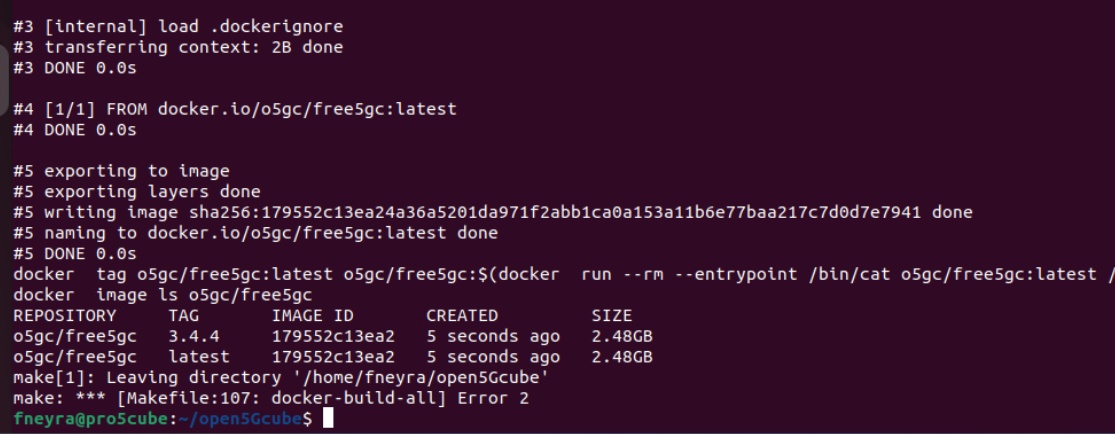 #3 [internal] load .dockerignore
#3 transferring context: 2B done
#3 DONE 0.0s
#4 [1/1] FROM docker.io/o5gc/free5gc:latest
#4 DONE 0.0s
#5 exporting to image
#5 exporting layers done
#5 writing image sha256:179552c13ea24a36a5201da971f2abb1ca0a153a11b6e77baa217c7d0d7e7941 done
#5 naming to docker.io/o5gc/free5gc:latest done
#5 DONE 0.0s
docker  tag o5gc/free5gc:latest o5gc/free5gc:$(docker  run --rm --entrypoint /bin/cat o5gc/free5gc:latest /
docker  image ls o5gc/free5gc
REPOSITORY     TAG       IMAGE ID       CREATED         SIZE
o5gc/free5gc   3.4.4     179552c13ea2   5 seconds ago   2.48GB
o5gc/free5gc   latest    179552c13ea2   5 seconds ago   2.48GB
make[1]: Leaving directory '/home/fneyra/open5Gcube'
make: *** [Makefile:107: docker-build-all] Error 2
fneyra@pro5cube:~/open5Gcube$